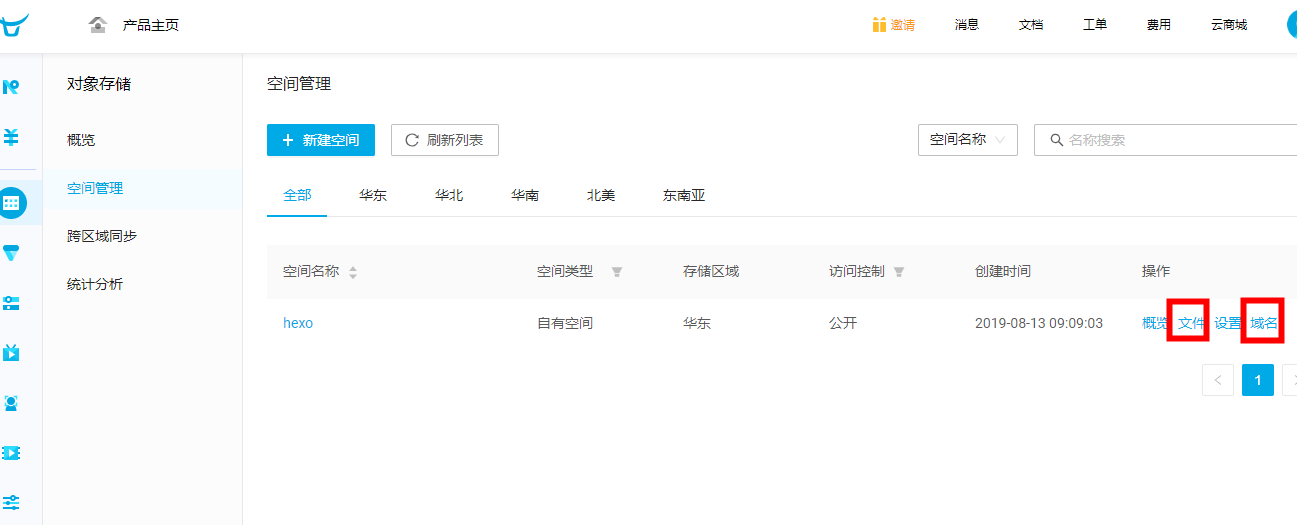 产品主页
邀请 消息 文档 工单 费用 云商城
对象存储
概览
空间管理
跨区域同步
统计分析
空间管理
新建空间 刷新列表 空间名称 名称搜索
全部 华东 华北 华南 北美 东南亚
空间名称 空间类型 存储区域 访问控制 创建时间 操作
hexo 自有空间 华东 公开 2019-08-13 09:09:03 概览 文件 设置 域名
1